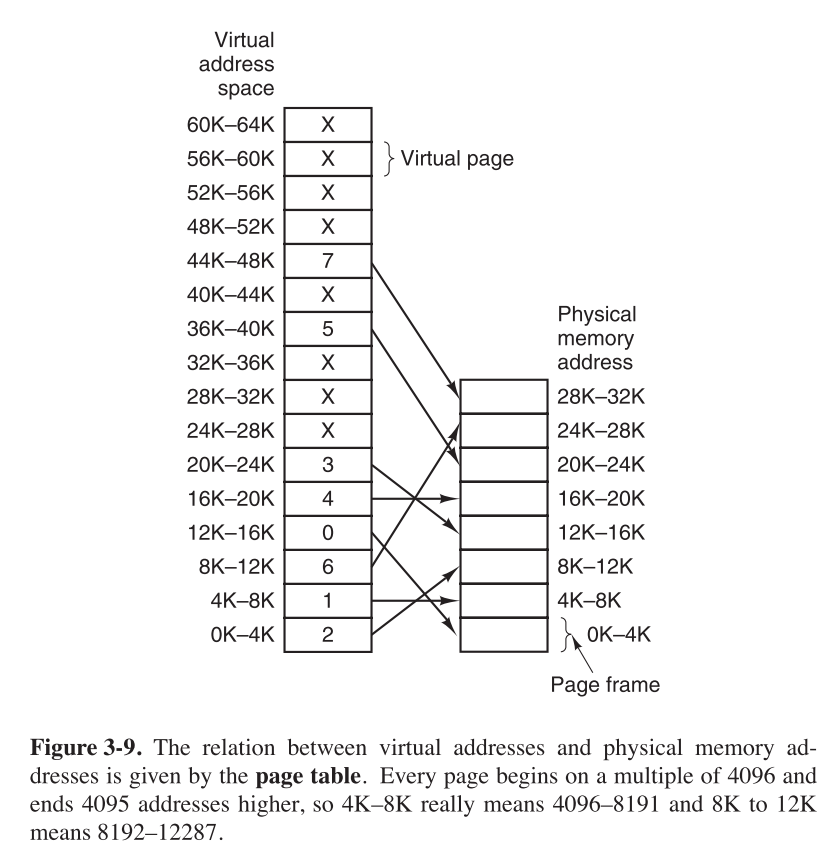 Virtual
address
space
60K–64K X
56K–60K X Virtual page
52K–56K X
48K–52K X
44K–48K 7
40K–44K X
36K–40K 5
32K–36K X
28K–32K X
24K–28K X
20K–24K 3
16K–20K 4
12K–16K 0
8K–12K 6
4K–8K 1
0K–4K 2
Physical
memory
address
28K–32K
24K–28K
20K–24K
16K–20K
12K–16K
8K–12K
4K–8K
0K–4K
Page frame
Figure 3-9. The relation between virtual addresses and physical memory ad-
dresses is given by the page table. Every page begins on a multiple of 4096 and
ends 4095 addresses higher, so 4K–8K really means 4096–8191 and 8K to 12K
means 8192–12287.